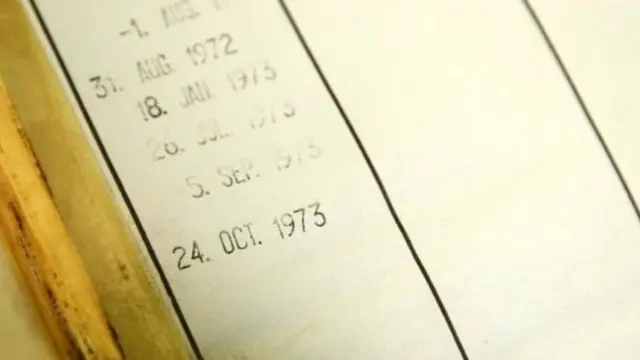 -1. AUG.
31. AUG. 1972
18. JAN. 1973
26. JUL. 1973
5. SEP. 1973
24. OCT. 1973